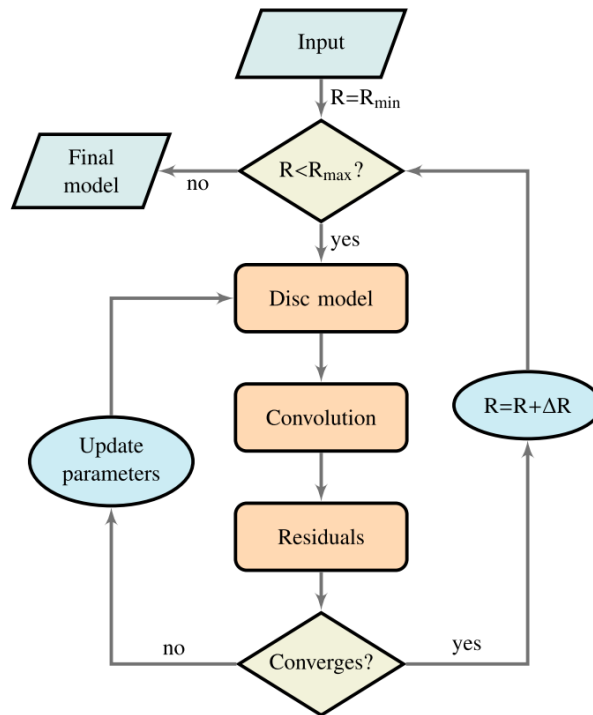 Input
R=Rmin
R<Rmax?
no
Final
model
yes
Disc model
Convolution
R=R+ΔR
Update
parameters
Residuals
no
Converges?
yes